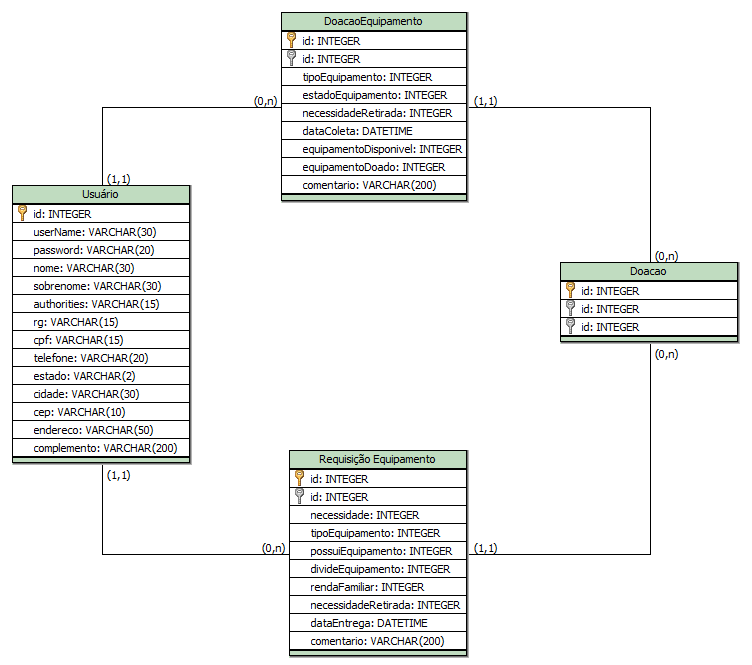 DoacaoEquipamento
id: INTEGER
id: INTEGER
tipoEquipamento: INTEGER
estadoEquipamento: INTEGER
necessidadeRetirada: INTEGER
dataColeta: DATETIME
equipamentoDisponivel: INTEGER
equipamentoDoado: INTEGER
comentario: VARCHAR(200)
(0,n)
(1,1)
(1,1)
Usuário
id: INTEGER
userName: VARCHAR(30)
password: VARCHAR(20)
nome: VARCHAR(30)
sobrenome: VARCHAR(30)
authorities: VARCHAR(15)
rg: VARCHAR(15)
cpf: VARCHAR(15)
telefone: VARCHAR(20)
estado: VARCHAR(2)
cidade: VARCHAR(30)
cep: VARCHAR(10)
endereco: VARCHAR(50)
complemento: VARCHAR(200)
(1,1)
(0,n)
Doacao
id: INTEGER
id: INTEGER
id: INTEGER
(0,n)
Requisição Equipamento
id: INTEGER
id: INTEGER
necessidade: INTEGER
tipoEquipamento: INTEGER
possuiEquipamento: INTEGER
divideEquipamento: INTEGER
rendaFamiliar: INTEGER
necessidadeRetirada: INTEGER
dataEntrega: DATETIME
comentario: VARCHAR(200)
(0,n)
(1,1)